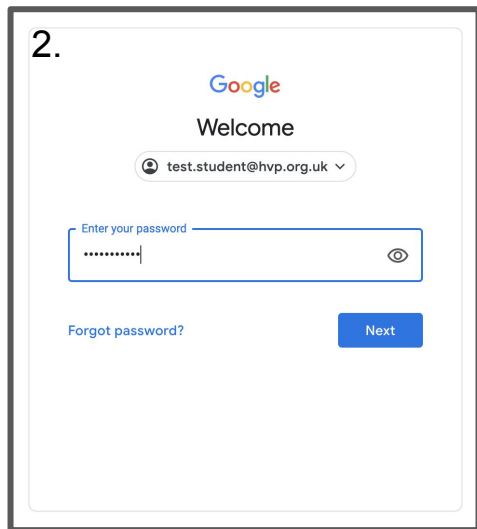 2.
Google
Welcome
test.student@hvp.org.uk
Enter your password
•••••••••••
Forgot password?
Next